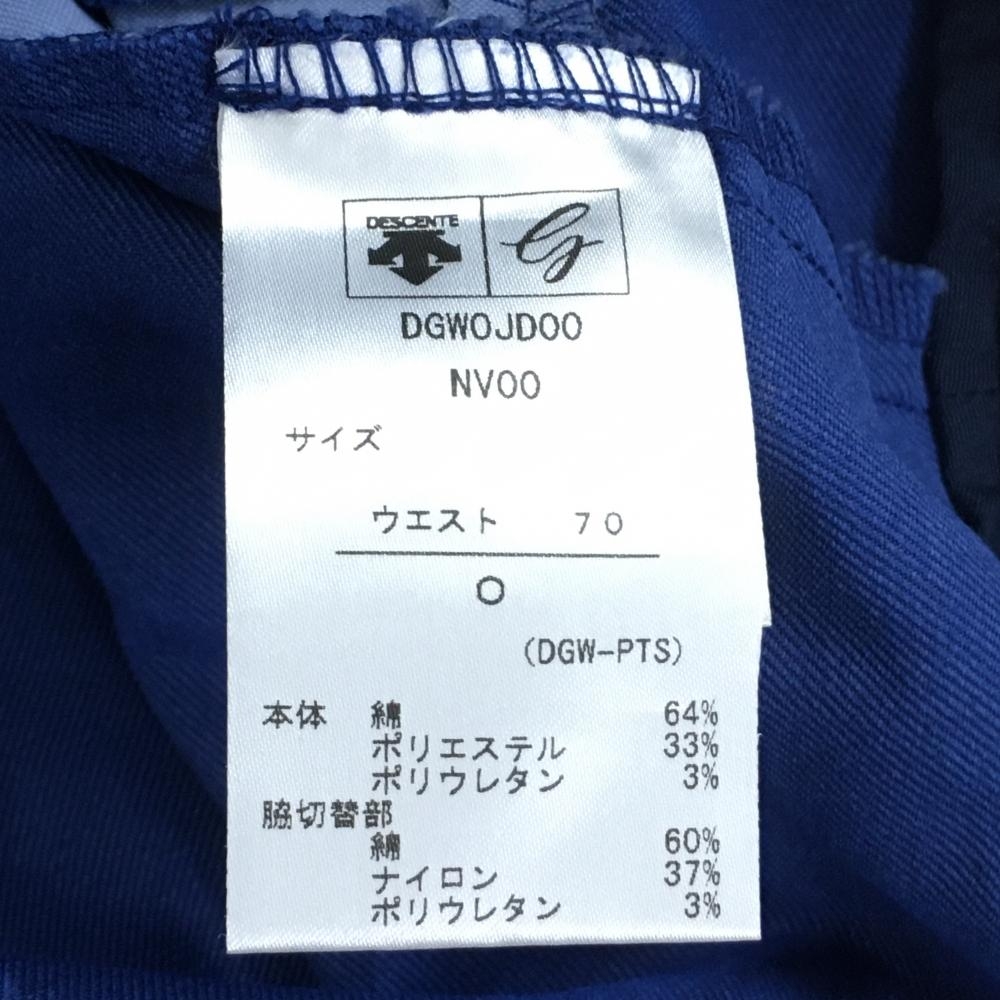 DESCENTE
G
DGWOJD00
NV00
サイズ
ウエスト 70
O
(DGW-PTS)
本体 綿 64%
ポリエステル 33%
ポリウレタン 3%
脇切替部
綿 60%
ナイロン 37%
ポリウレタン 3%